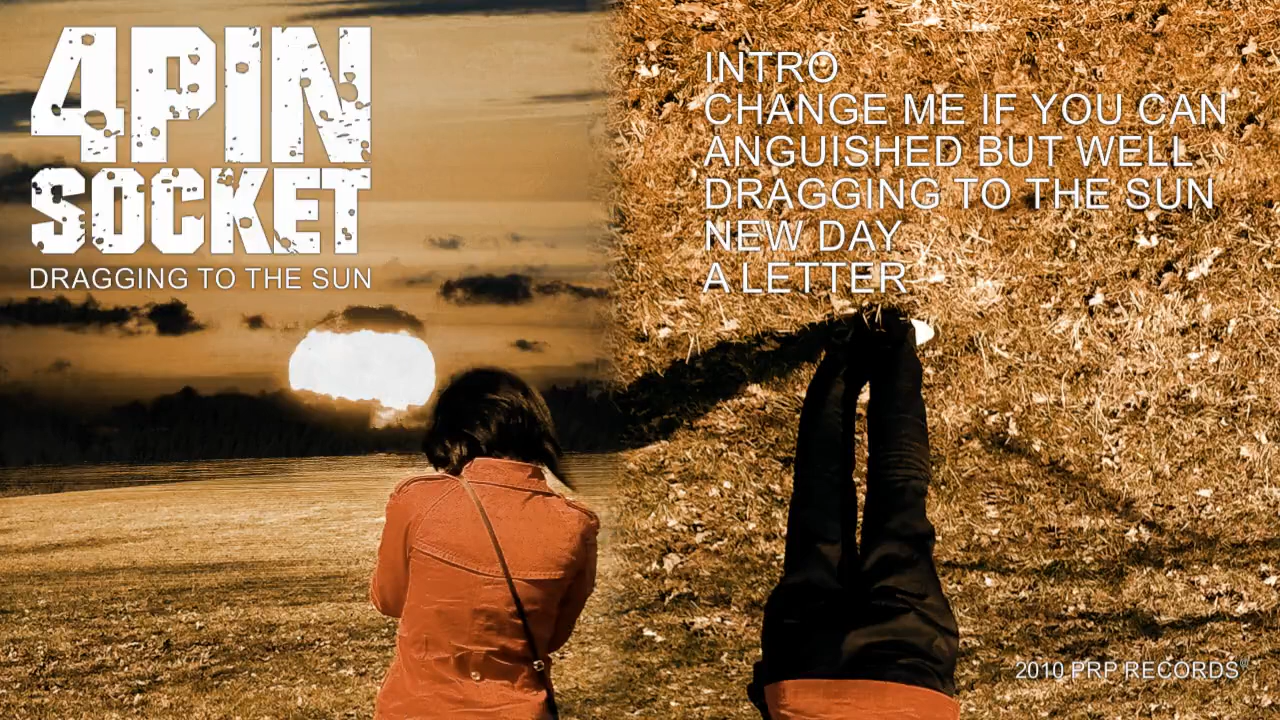 4PIN
SOCKET
DRAGGING TO THE SUN
INTRO
CHANGE ME IF YOU CAN
ANGUISHED BUT WELL
DRAGGING TO THE SUN
NEW DAY
A LETTER
2010 PRP RECORDS